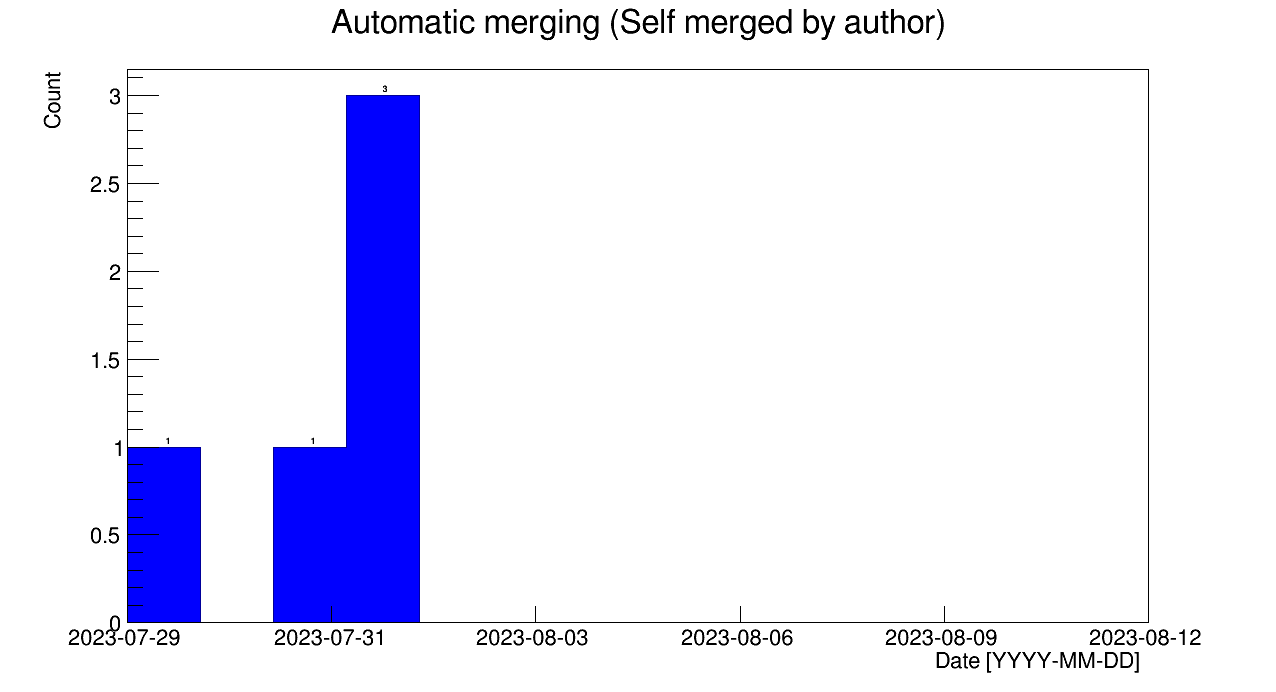 Automatic merging (Self merged by author)
Count
3
2.5
2
1.5
1
0.5
0
3
1
1
2023-07-29 2023-07-31 2023-08-03 2023-08-06 2023-08-09 2023-08-12
Date [YYYY-MM-DD]